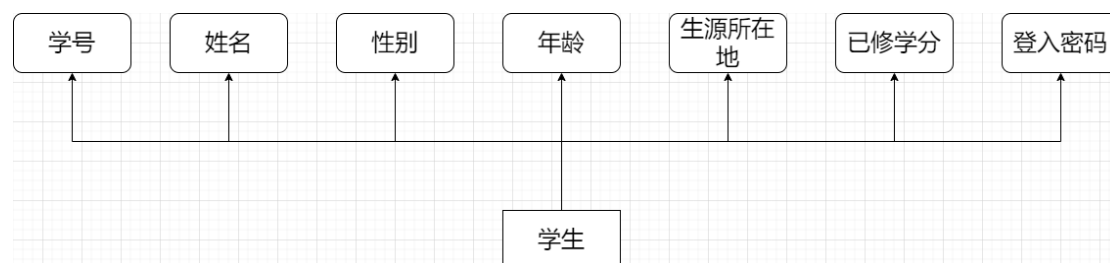 学号
姓名
性别
年龄
生源所在
地
已修学分
登入密码
学生